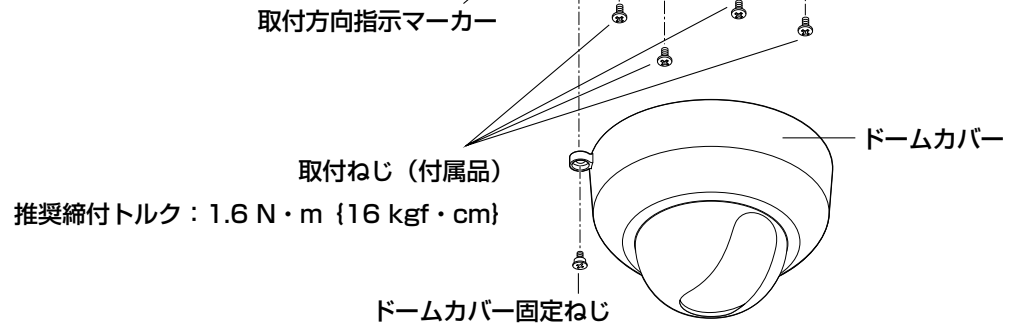 取付方向指示マーカー
ドームカバー
取付ねじ（付属品）
推奨締付トルク：1.6 N・m {16 kgf・cm}
ドームカバー固定ねじ